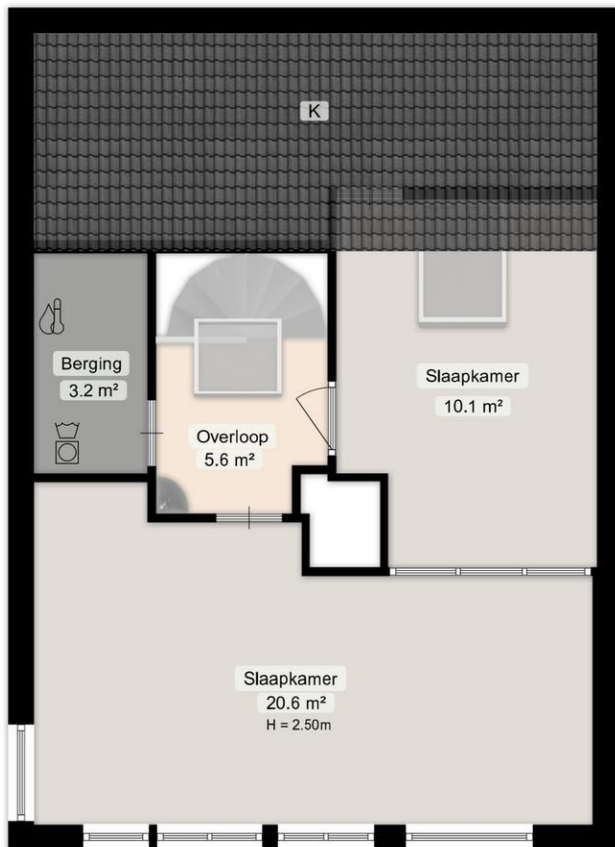 K
Berging
3.2 m²
Slaapkamer
10.1 m²
Overloop
5.6 m²
Slaapkamer
20.6 m²
H = 2.50m